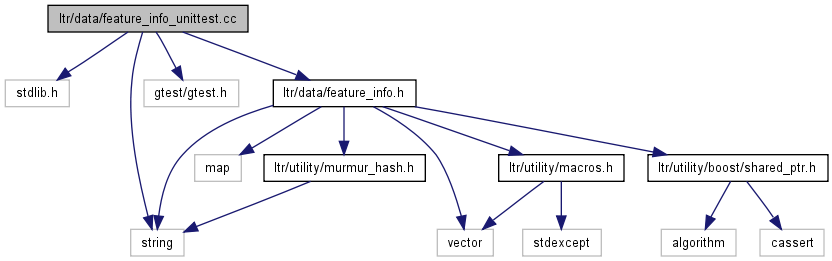 ltr/data/feature_info_unittest.cc
stdlib.h
gtest/gtest.h
ltr/data/feature_info.h
map
ltr/utility/murmur_hash.h
ltr/utility/macros.h
ltr/utility/boost/shared_ptr.h
string
vector
stdexcept
algorithm
cassert